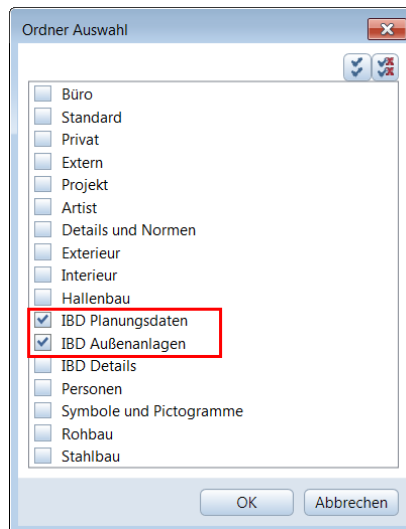 Ordner Auswahl
Büro
Standard
Privat
Extern
Projekt
Artist
Details und Normen
Exterieur
Interieur
Hallenbau
IBD Planungsdaten
IBD Außenanlagen
IBD Details
Personen
Symbole und Pictogramme
Rohbau
Stahlbau
OK Abbrechen